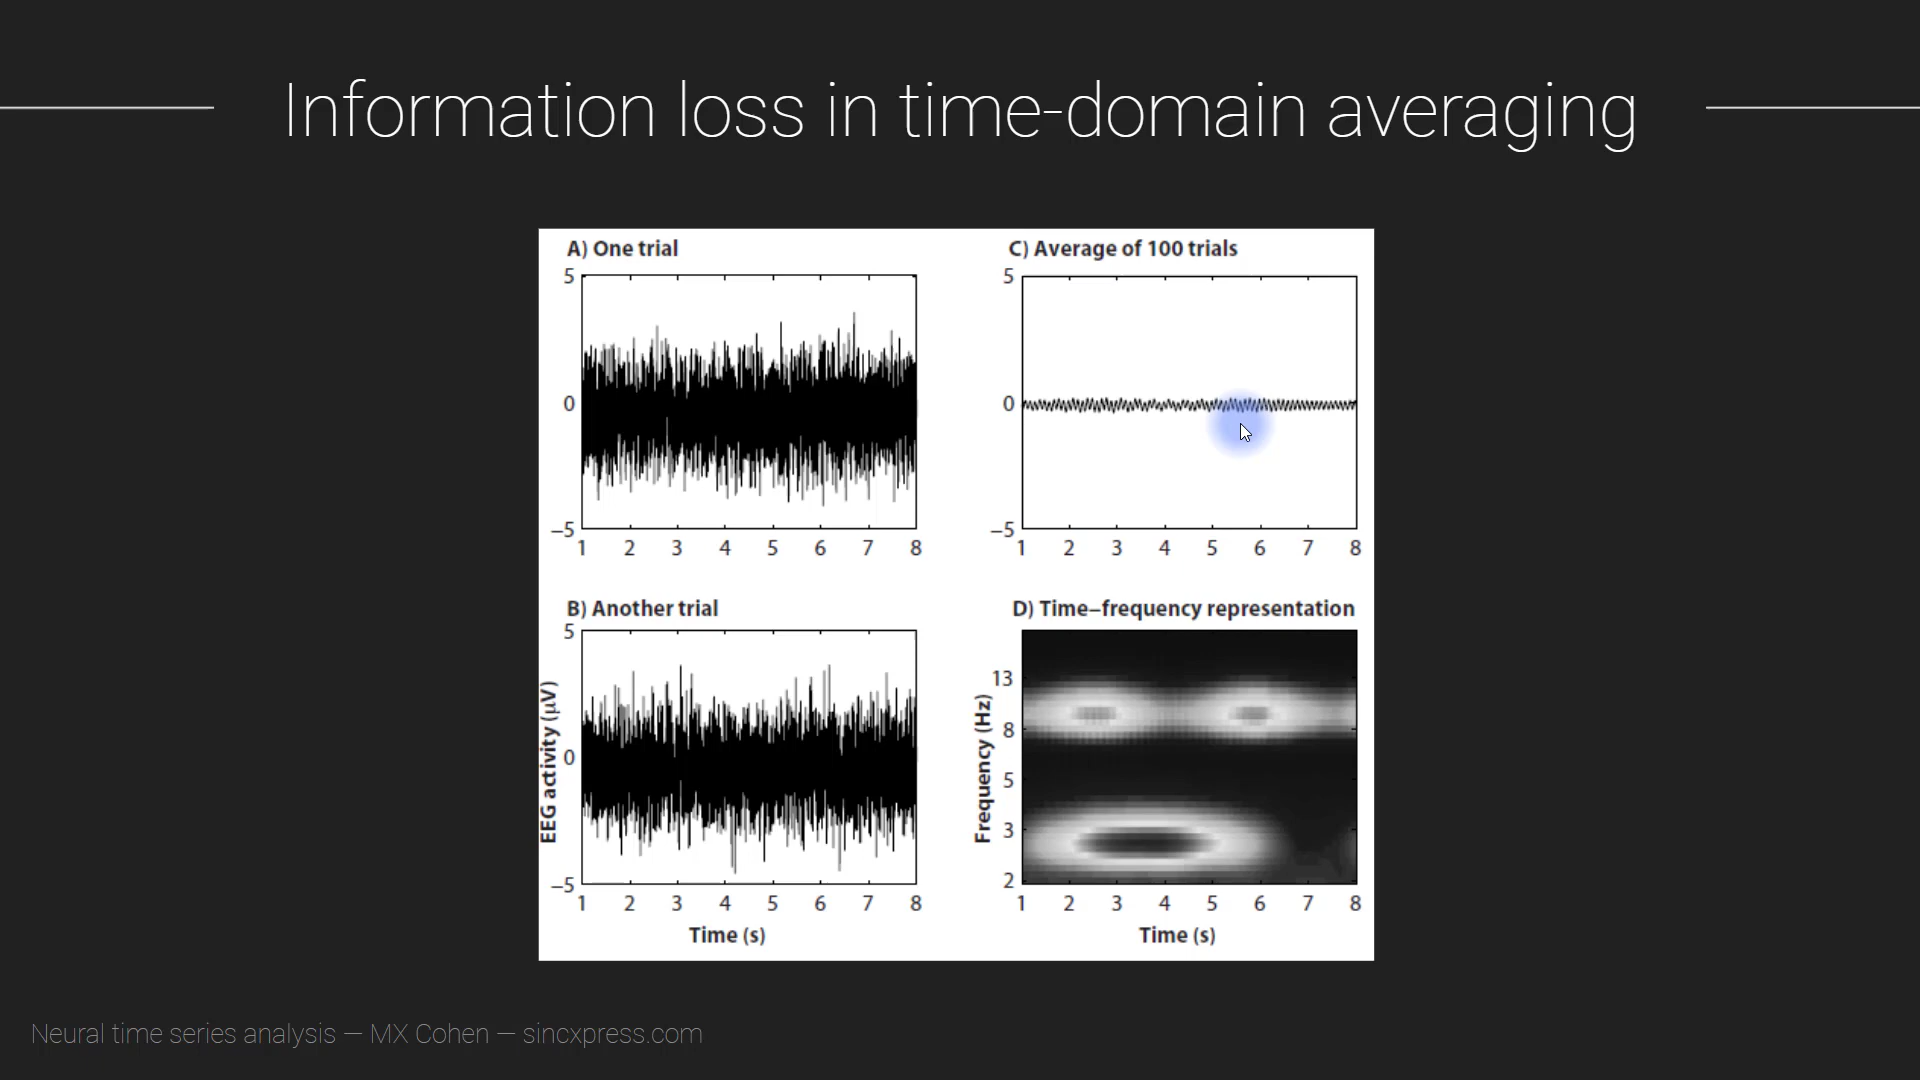 Information loss in time-domain averaging
A) One trial
5
0
−5
1 2 3 4 5 6 7 8
C) Average of 100 trials
5
0
−5
1 2 3 4 5 6 7 8
B) Another trial
5
0
−5
EEG activity (μV)
1 2 3 4 5 6 7 8
Time (s)
D) Time–frequency representation
13
8
5
3
2
Frequency (Hz)
1 2 3 4 5 6 7 8
Time (s)
Neural time series analysis — MX Cohen — sincxpress.com